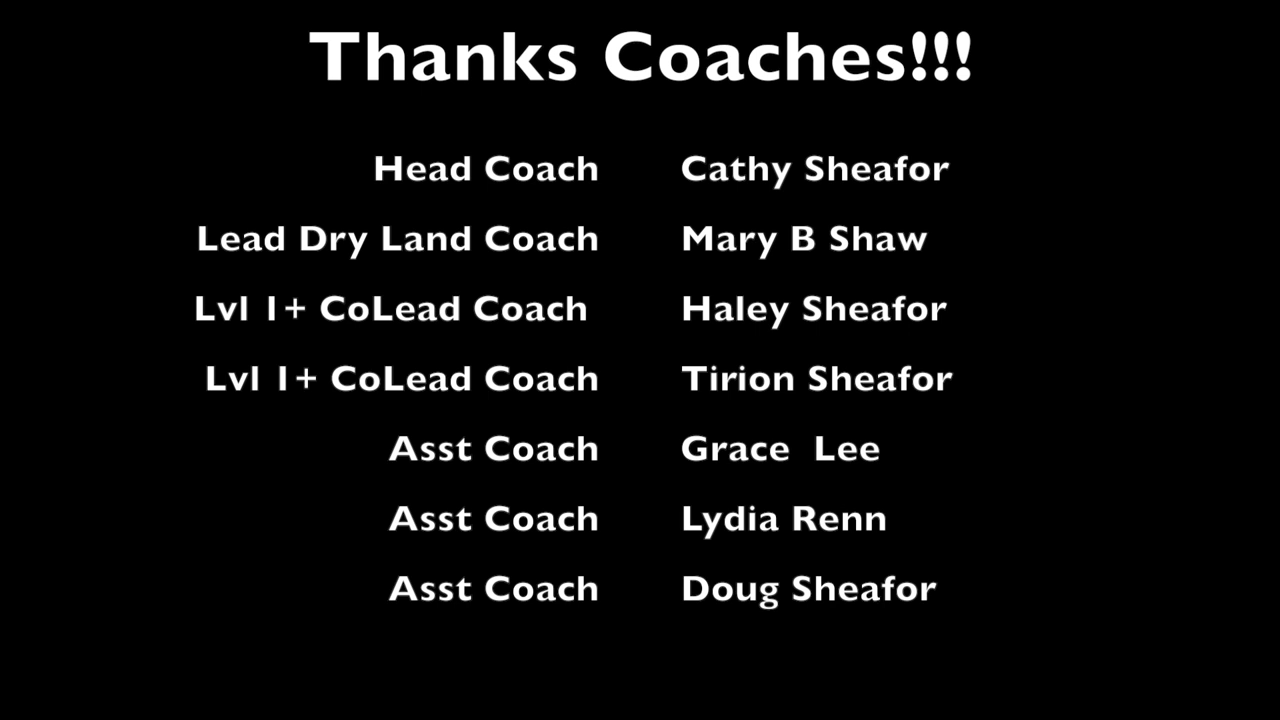 Thanks Coaches!!!
Head Coach Cathy Sheafor
Lead Dry Land Coach Mary B Shaw
Lvl 1+ CoLead Coach Haley Sheafor
Lvl 1+ CoLead Coach Tirion Sheafor
Asst Coach Grace Lee
Asst Coach Lydia Renn
Asst Coach Doug Sheafor